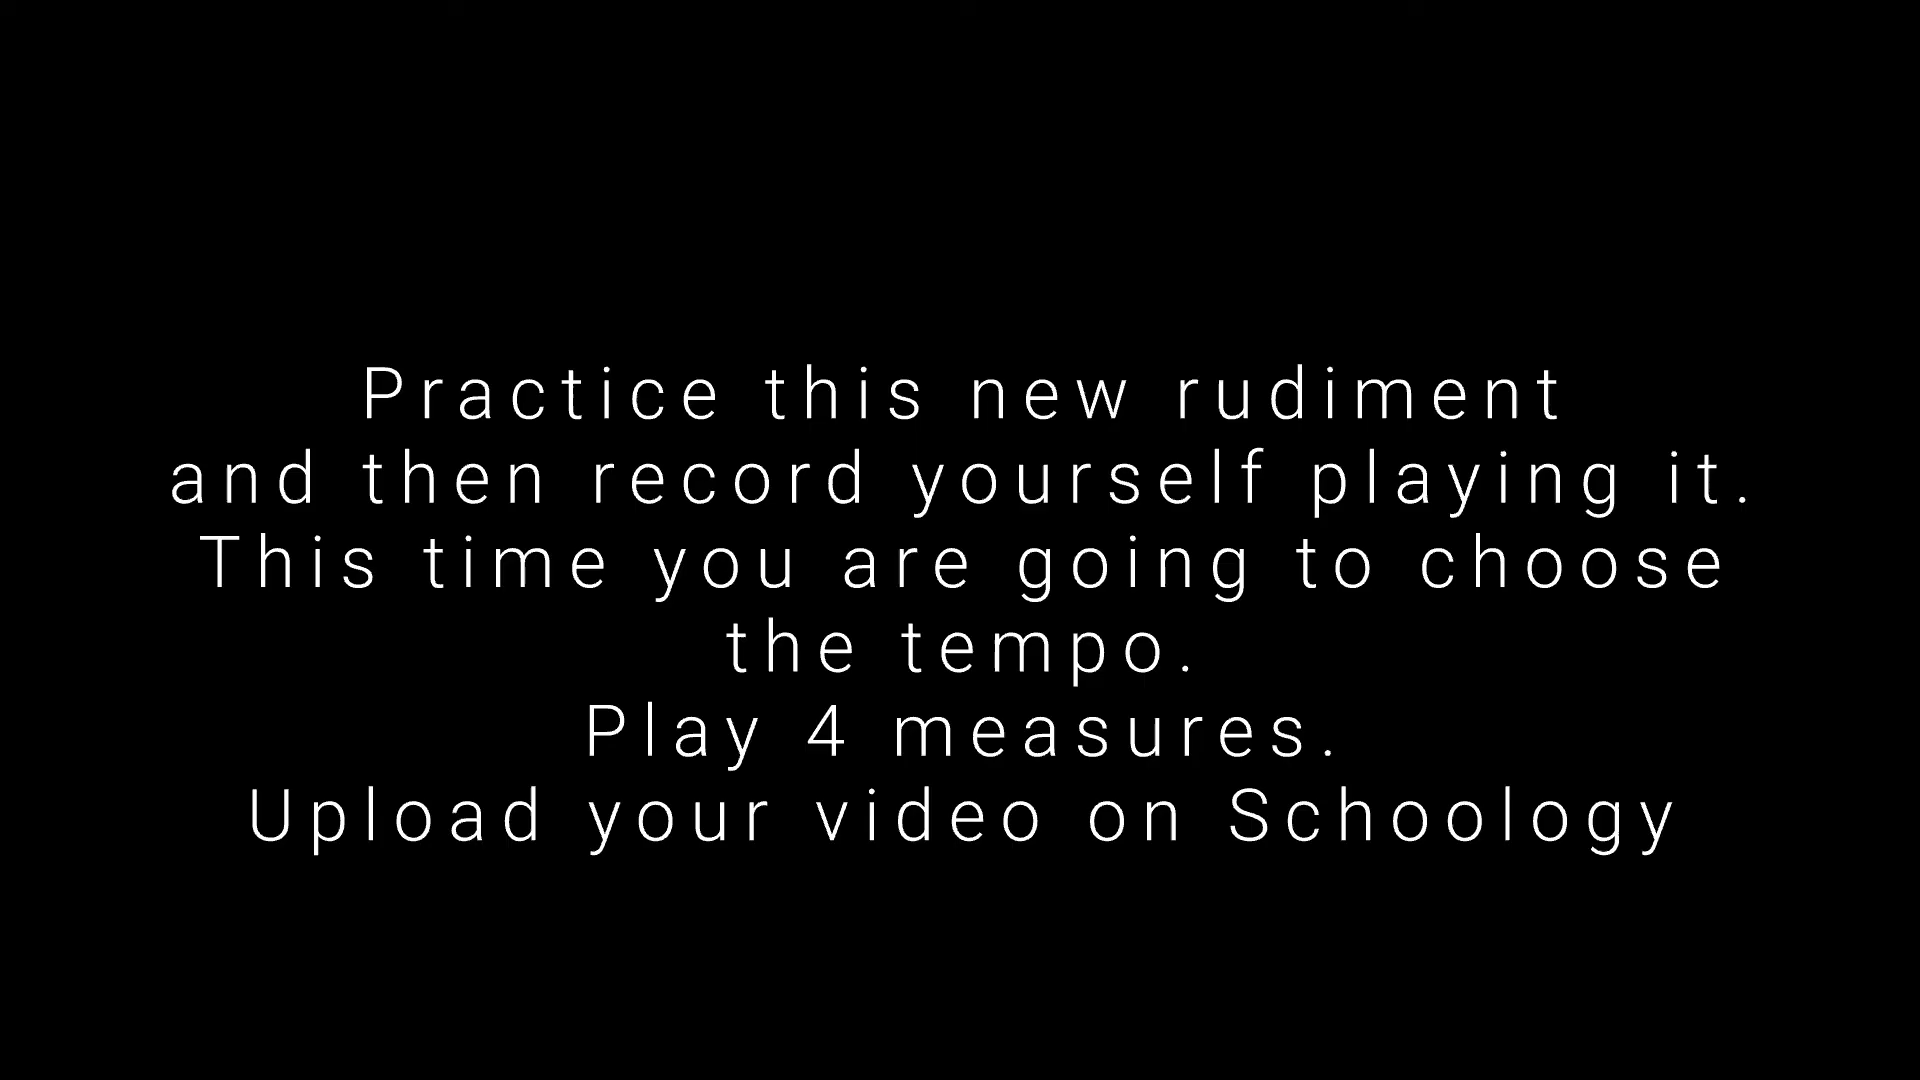 Practice this new rudiment
and then record yourself playing it.
This time you are going to choose
the tempo.
Play 4 measures.
Upload your video on Schoology